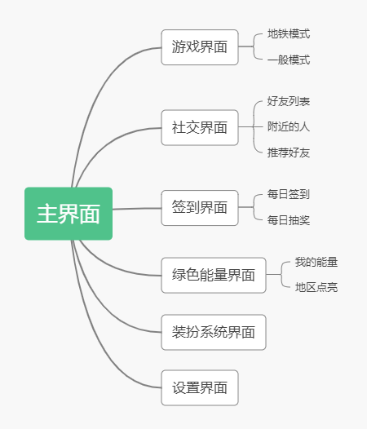 主界面
游戏界面
地铁模式
一般模式
社交界面
好友列表
附近的人
推荐好友
签到界面
每日签到
每日抽奖
绿色能量界面
我的能量
地区点亮
装扮系统界面
设置界面